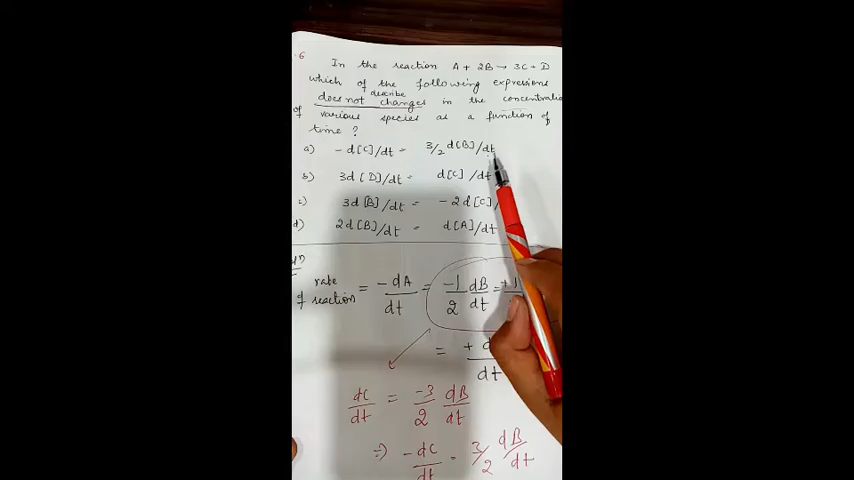 6
In the reaction A + 2B → 3C + D
which of the following expressions
describe
does not changes in the concentratio
of various species as a function of
time ?
a) - d[C]/dt = 3/2 d[B]/dt
b) 3d [D]/dt = d[C] /dt
c) 3d [B]/dt = - 2 d[C] /
d) 2d [B]/dt = d[A]/dt
rate of reaction = -dA/dt = -1/2 dB/dt = +1
= + d /dt
dC/dt = -3/2 dB/dt
⇒ -dC/dt = 3/2 dB/dt